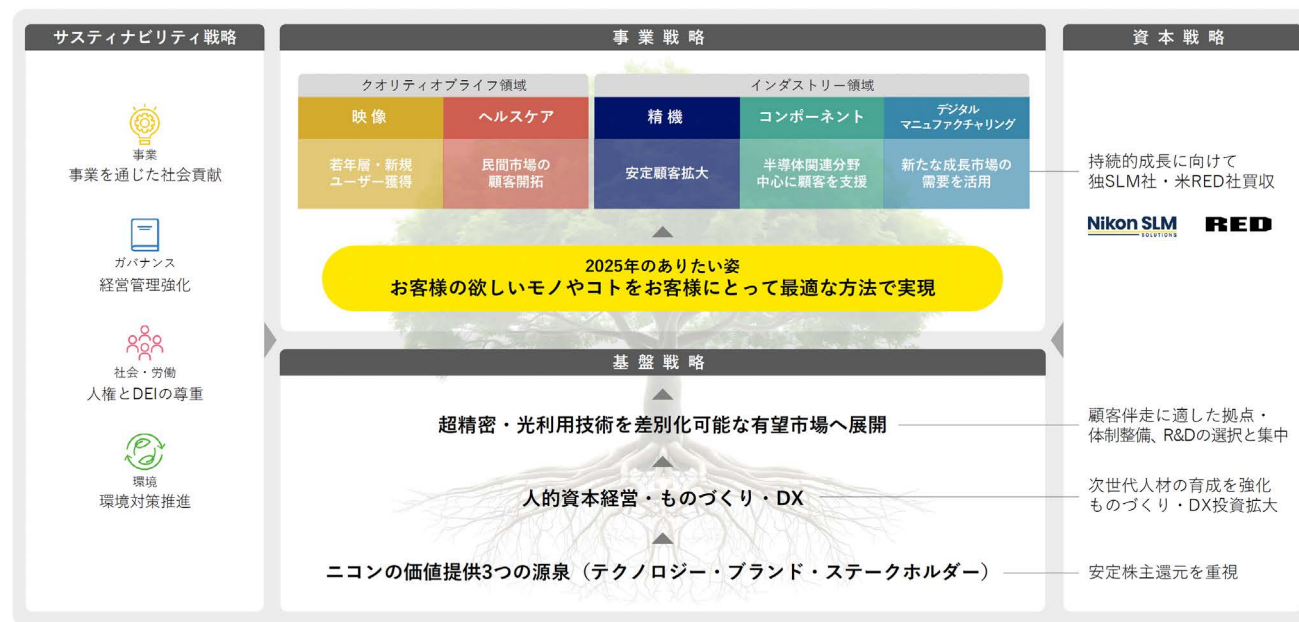 サスティナビリティ戦略
事業
事業を通じた社会貢献
ガバナンス
経営管理強化
社会・労働
人権とDEIの尊重
環境
環境対策推進
事業戦略
クオリティオブライフ領域
インダストリー領域
映像
ヘルスケア
精機
コンポーネント
デジタル
マニュファクチャリング
若年層・新規
ユーザー獲得
民間市場の
顧客開拓
安定顧客拡大
半導体関連分野
中心に顧客を支援
新たな成長市場の
需要を活用
2025年のありたい姿
お客様の欲しいモノやコトをお客様にとって最適な方法で実現
基盤戦略
超精密・光利用技術を差別化可能な有望市場へ展開
人的資本経営・ものづくり・DX
ニコンの価値提供3つの源泉（テクノロジー・ブランド・ステークホルダー）
資本戦略
持続的成長に向けて
独SLM社・米RED社買収
Nikon SLM
SOLUTIONS
RED
顧客伴走に適した拠点・
体制整備、R&Dの選択と集中
次世代人材の育成を強化
ものづくり・DX投資拡大
安定株主還元を重視